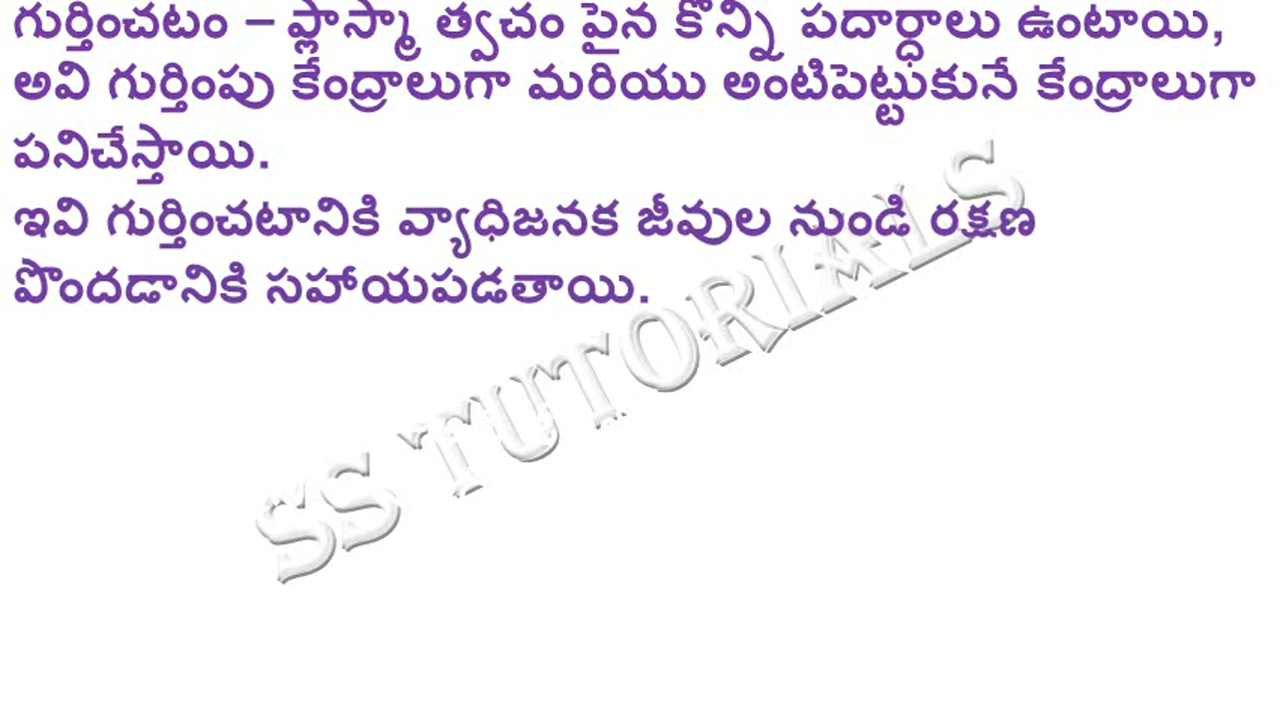 గుర్తించటం – ప్లాస్మా త్వచం పైన కొన్ని పదార్ధాలు ఉంటాయి,
అవి గుర్తింపు కేంద్రాలుగా మరియు అంటిపెట్టుకునే కేంద్రాలుగా
పనిచేస్తాయి.
ఇవి గుర్తించటానికి వ్యాధిజనక జీవుల నుండి రక్షణ
పొందడానికి సహాయపడతాయి.
SS TUTORIALS